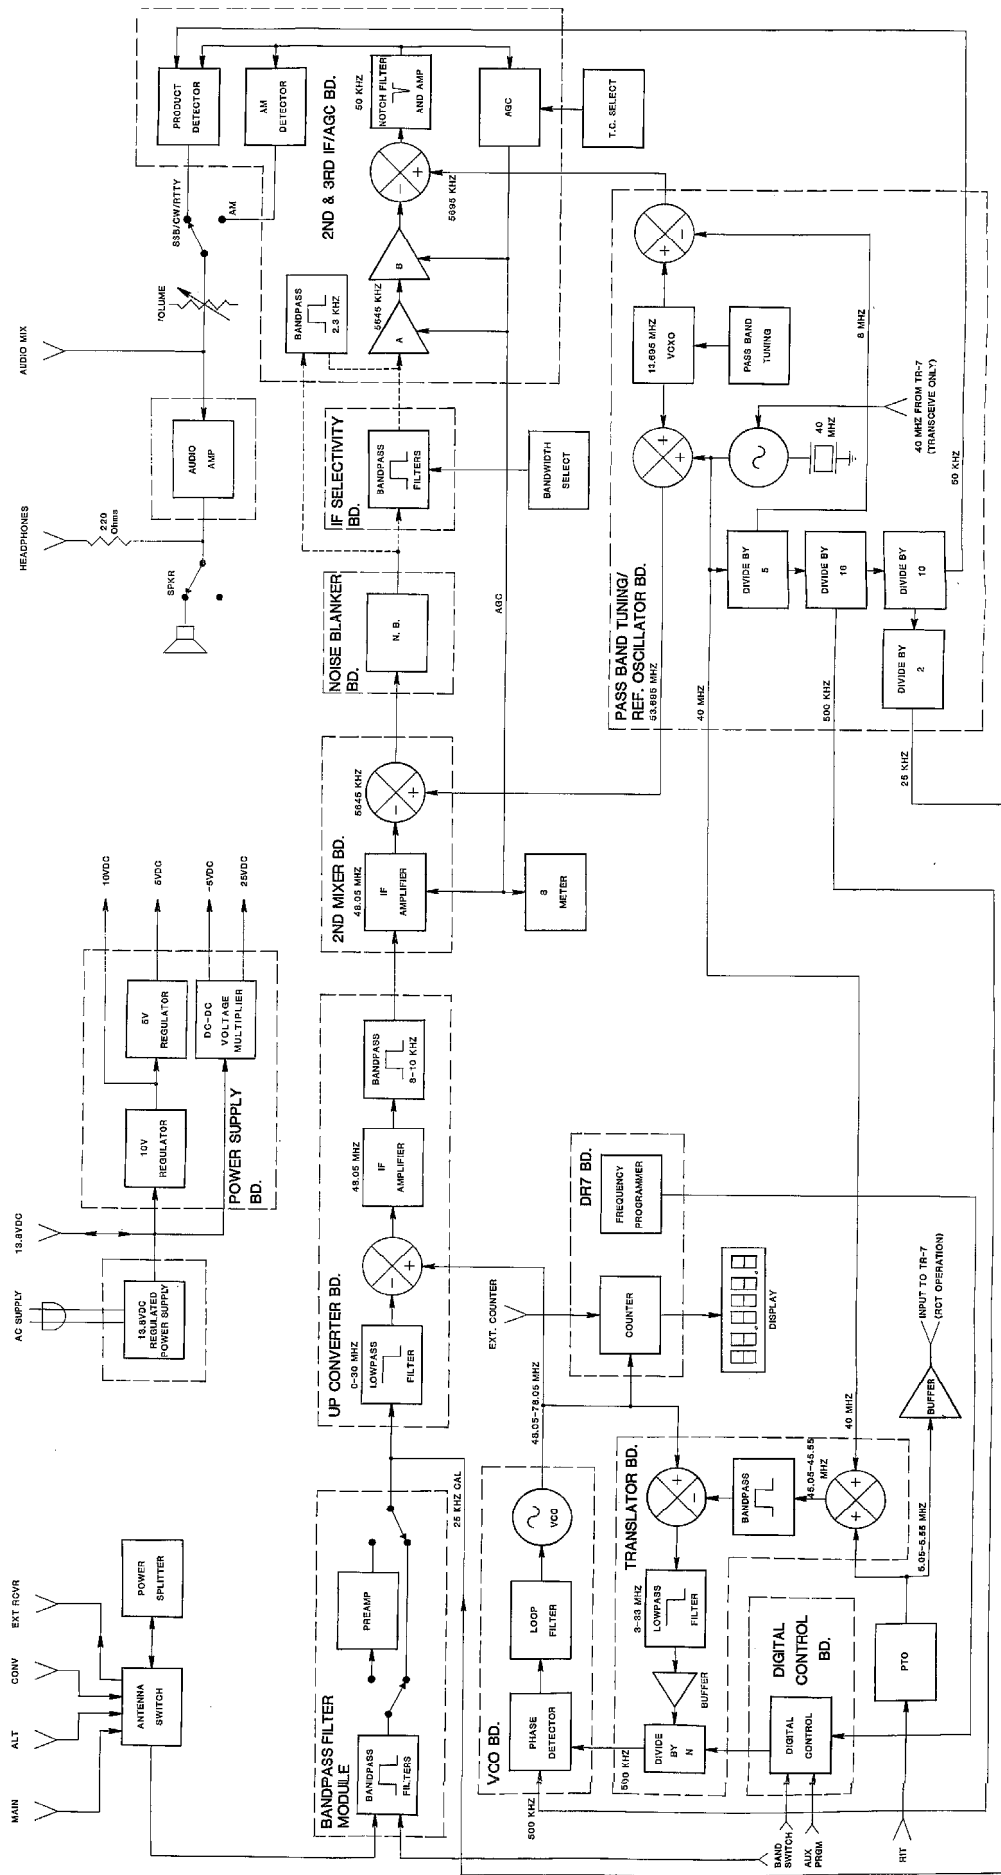 MAIN
ALT
CONV
EXT RCVR
ANTENNA
SWITCH
POWER
SPLITTER
AC SUPPLY
13.8VDC
13.8VDC
REGULATED
POWER SUPPLY
10V
REGULATOR
5V
REGULATOR
DC-DC
VOLTAGE
MULTIPLIER
POWER SUPPLY
BD.
10VDC
5VDC
-5VDC
25VDC
HEADPHONES
220
Ohms
SPKR
AUDIO
AMP
AUDIO MIX
VOLUME
SSB/CW/RTTY
AM
PRODUCT
DETECTOR
AM
DETECTOR
BANDPASS FILTER
MODULE
BANDPASS
FILTERS
PREAMP
25 KHZ CAL
UP CONVERTER BD.
0-30 MHZ
LOWPASS
FILTER
48.05 MHZ
IF
AMPLIFIER
BANDPASS
8-10 KHZ
2ND MIXER BD.
48.05 MHZ
IF
AMPLIFIER
5645 KHZ
S
METER
NOISE BLANKER
BD.
N. B.
IF SELECTIVITY
BD.
BANDPASS
FILTERS
BANDWIDTH
SELECT
BANDPASS
2.3 KHZ
5645 KHZ
A
B
2ND & 3RD IF/AGC BD.
50 KHZ
NOTCH FILTER
AND AMP
5695 KHZ
AGC
AGC
T.C. SELECT
VCO BD.
500 KHZ
PHASE
DETECTOR
LOOP
FILTER
VCO
48.05-78.05 MHZ
EXT. COUNTER
DR7 BD.
COUNTER
FREQUENCY
PROGRAMMER
DISPLAY
TRANSLATOR BD.
500 KHZ
DIVIDE
BY
N
BUFFER
3-33 MHZ
LOWPASS
FILTER
BANDPASS
45.05-45.55
MHZ
40 MHZ
DIGITAL
CONTROL
BD.
DIGITAL
CONTROL
BAND
SWITCH
AUX
PRGM
RIT
PTO
5.05-5.55 MHZ
BUFFER
INPUT TO TR-7
(RCT OPERATION)
PASS BAND TUNING/
REF. OSCILLATOR BD.
53.695 MHZ
40 MHZ
500 KHZ
25 KHZ
13.695 MHZ
VCXO
PASS BAND
TUNING
8 MHZ
40
MHZ
40 MHZ FROM TR-7
(TRANSCEIVE ONLY)
DIVIDE BY
5
DIVIDE BY
16
DIVIDE BY
10
DIVIDE BY
2
50 KHZ